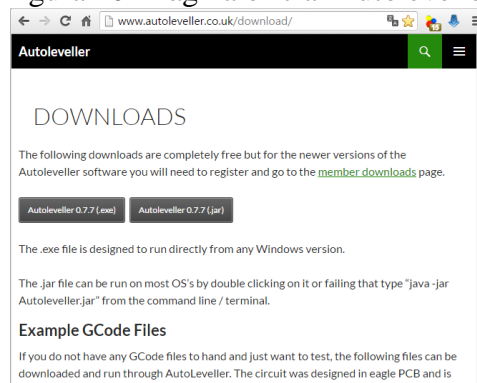 www.autoleveller.co.uk/download/
Autoleveller
DOWNLOADS
The following downloads are completely free but for the newer versions of the
Autoleveller software you will need to register and go to the member downloads page.
Autoleveller 0.7.7 (.exe) Autoleveller 0.7.7 (.jar)
The .exe file is designed to run directly from any Windows version.
The .jar file can be run on most OS's by double clicking on it or failing that type "java -jar
Autoleveller.jar" from the command line / terminal.
Example GCode Files
If you do not have any GCode files to hand and just want to test, the following files can be
downloaded and run through AutoLeveller. The circuit was designed in eagle PCB and is